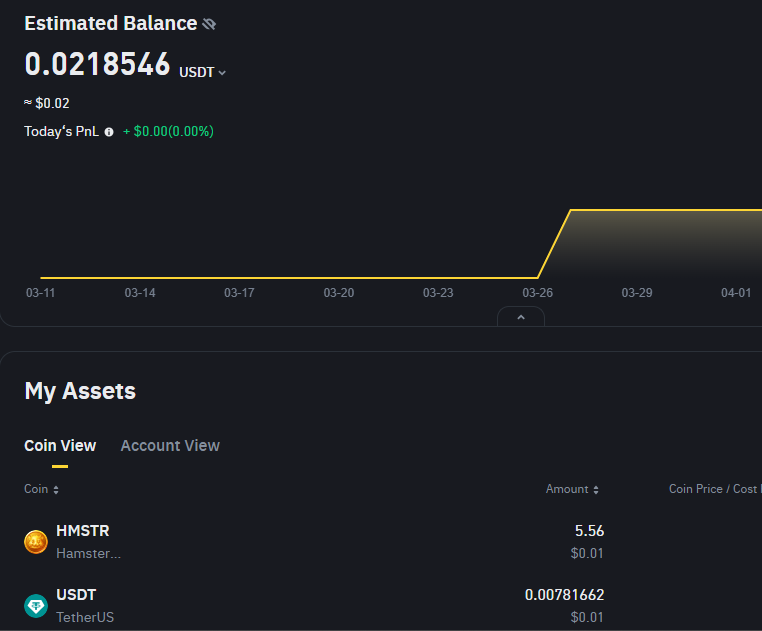 Estimated Balance
0.0218546 USDT
≈ $0.02
Today's PnL + $0.00(0.00%)
03-11 03-14 03-17 03-20 03-23 03-26 03-29 04-01
My Assets
Coin View Account View
Coin Amount Coin Price / Cost
HMSTR 5.56
Hamster... $0.01
USDT 0.00781662
TetherUS $0.01